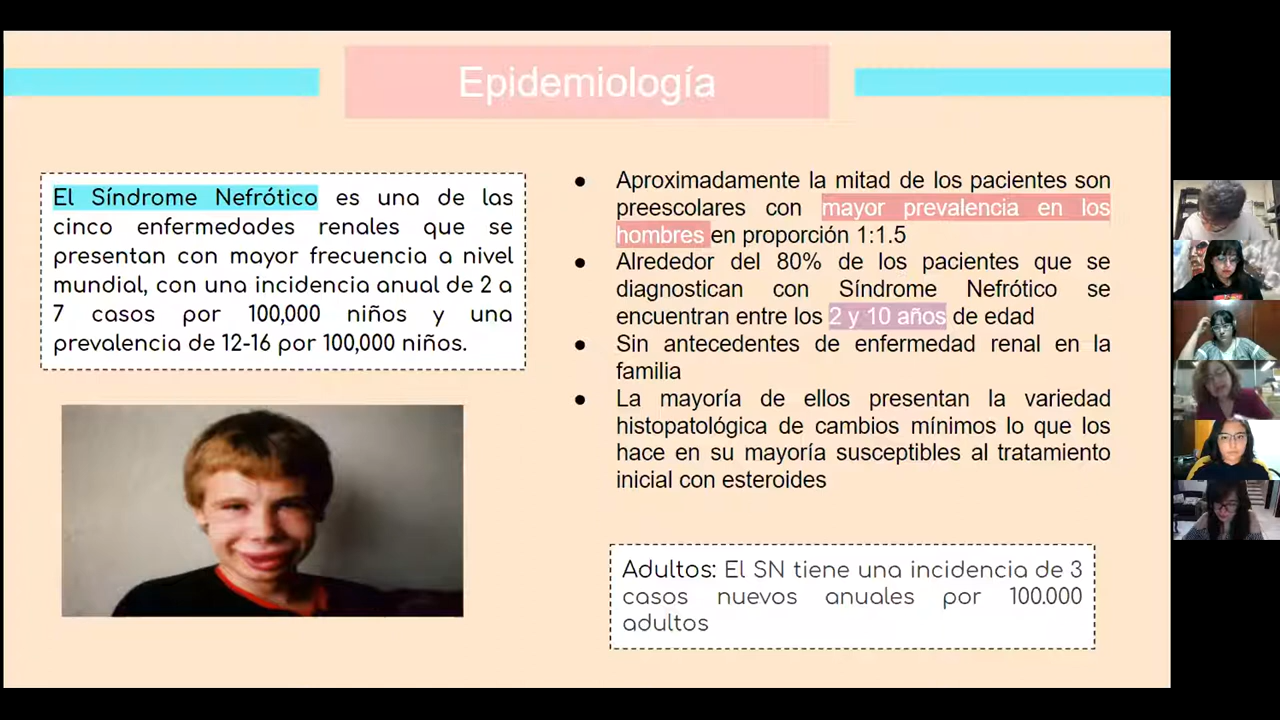 Epidemiología
El Síndrome Nefrótico es una de las
cinco enfermedades renales que se
presentan con mayor frecuencia a nivel
mundial, con una incidencia anual de 2 a
7 casos por 100,000 niños y una
prevalencia de 12-16 por 100,000 niños.
● Aproximadamente la mitad de los pacientes son
preescolares con mayor prevalencia en los
hombres en proporción 1:1.5
● Alrededor del 80% de los pacientes que se
diagnostican con Síndrome Nefrótico se
encuentran entre los 2 y 10 años de edad
● Sin antecedentes de enfermedad renal en la
familia
● La mayoría de ellos presentan la variedad
histopatológica de cambios mínimos lo que los
hace en su mayoría susceptibles al tratamiento
inicial con esteroides
Adultos: El SN tiene una incidencia de 3
casos nuevos anuales por 100.000
adultos